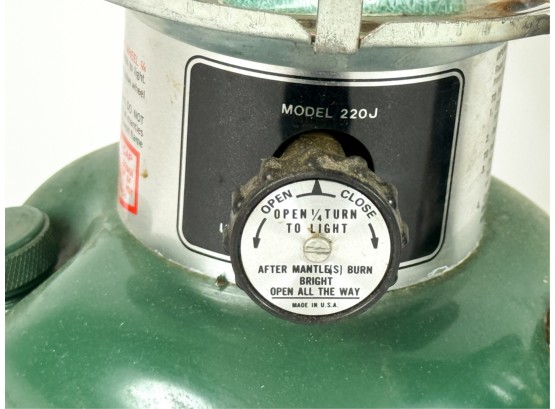 MODEL 220J
OPEN
CLOSE
OPEN 1/4 TURN
TO LIGHT
AFTER MANTLE(S) BURN
BRIGHT
OPEN ALL THE WAY
MADE IN U.S.A.